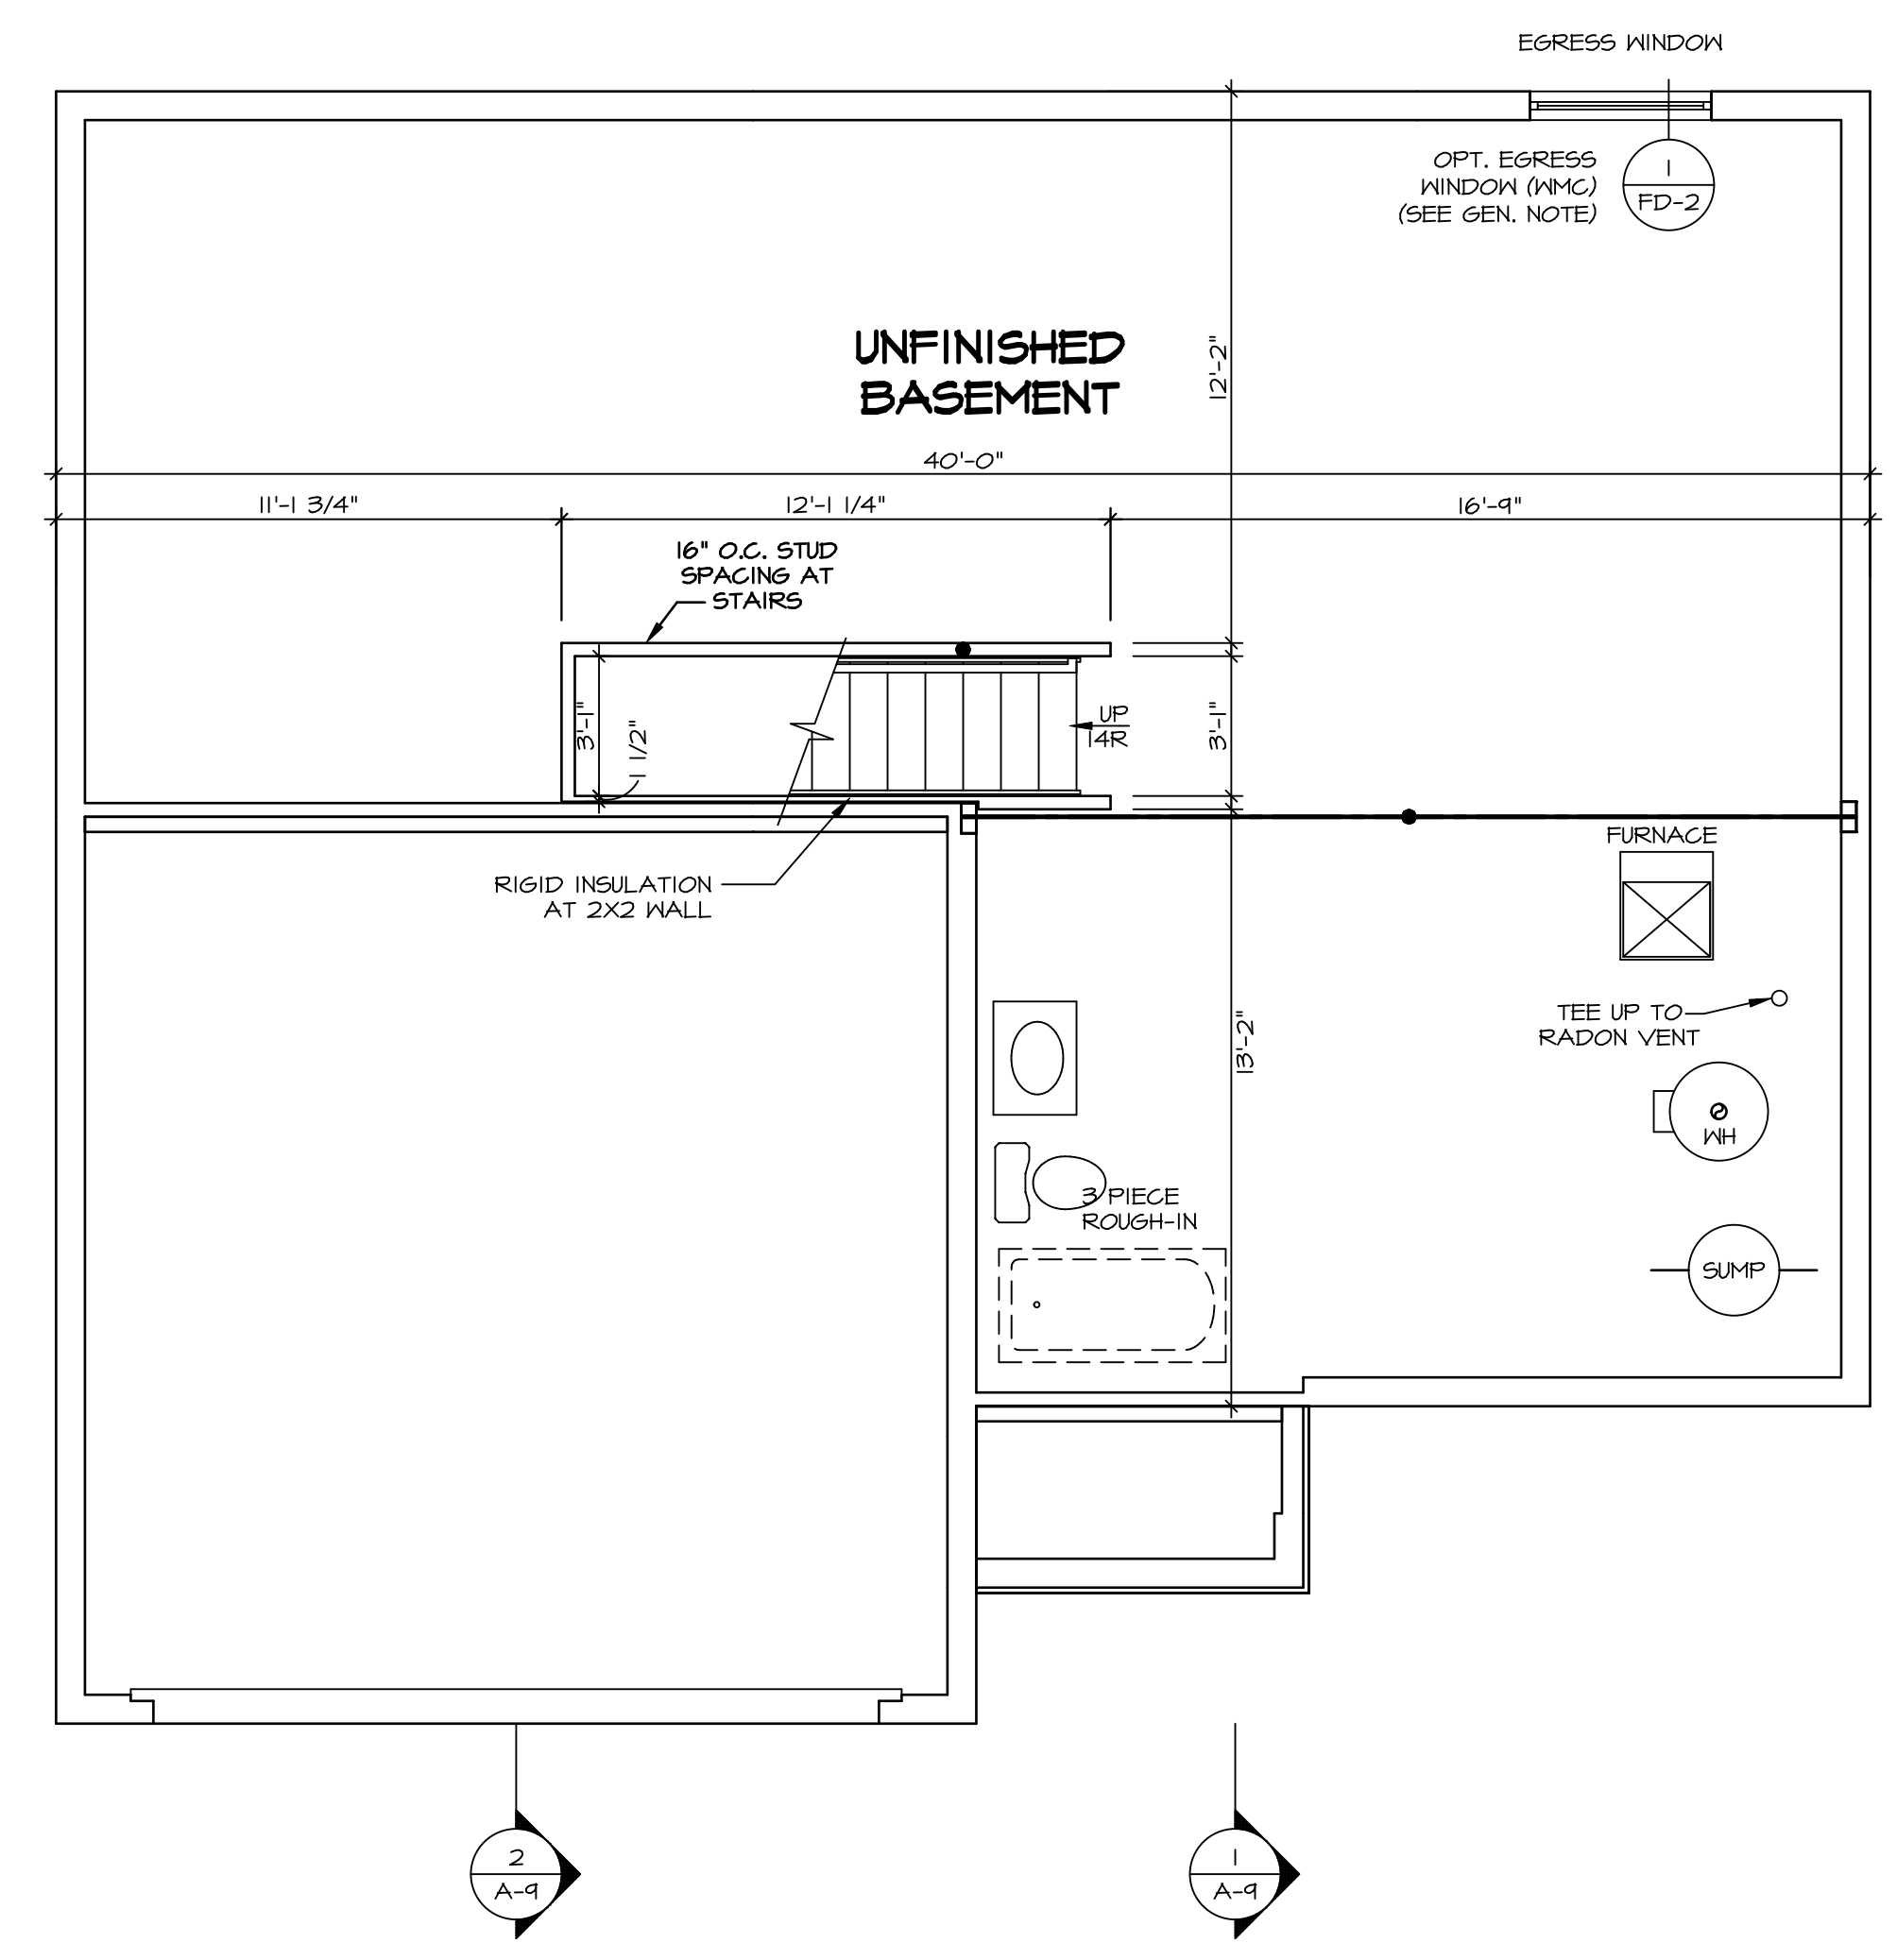 EGRESS WINDOW
OPT. EGRESS
WINDOW (WMC)
(SEE GEN. NOTE)
1
FD-2
UNFINISHED
BASEMENT
12'-2"
40'-0"
11'-1 3/4"
12'-1 1/4"
16'-9"
16" O.C. STUD
SPACING AT
STAIRS
3'-1"
1 1/2"
UP
14R
3'-1"
FURNACE
RIGID INSULATION
AT 2X2 WALL
TEE UP TO
RADON VENT
13'-2"
WH
3 PIECE
ROUGH-IN
SUMP
2
A-9
1
A-9